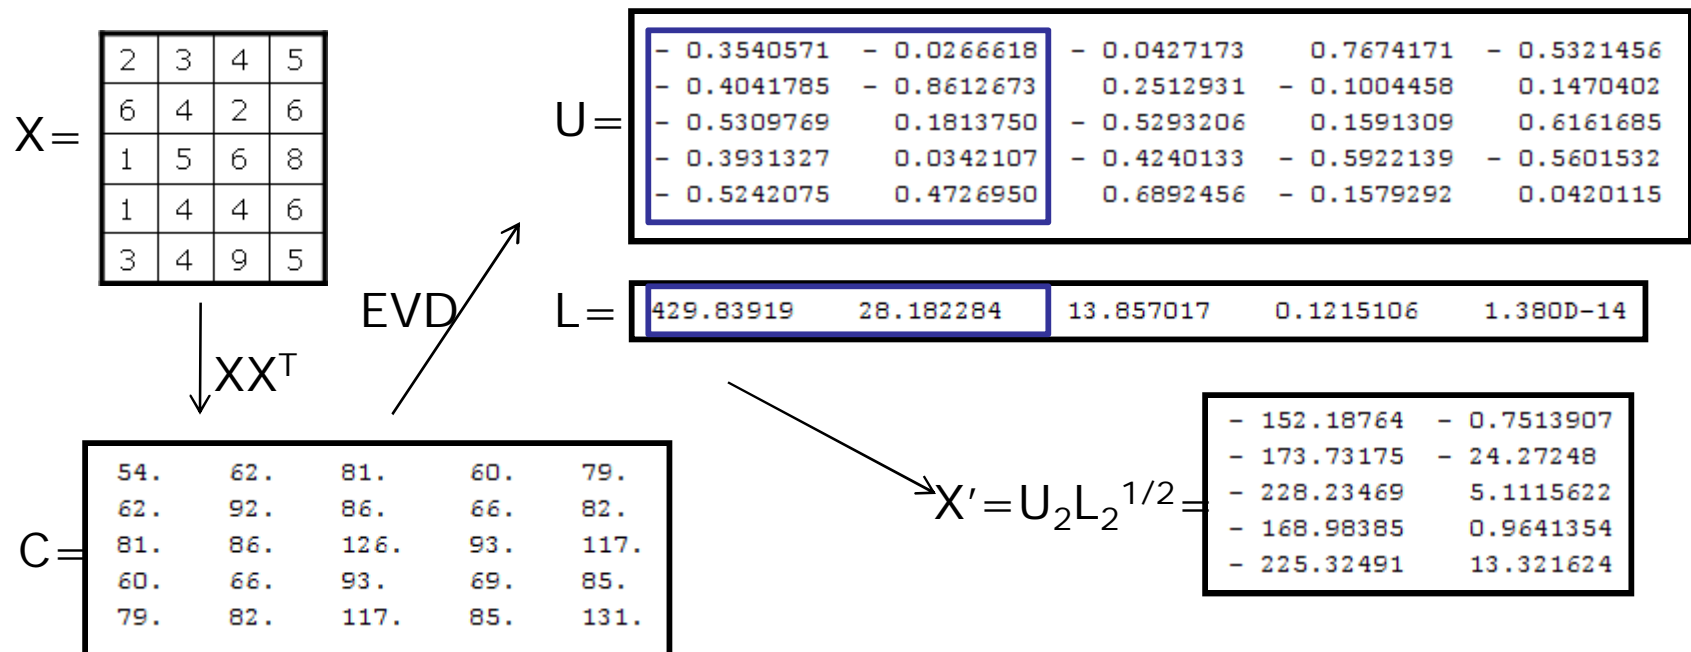 X=
2 3 4 5
6 4 2 6
1 5 6 8
1 4 4 6
3 4 9 5
U=
- 0.3540571 - 0.0266618 - 0.0427173 0.7674171 - 0.5321456
- 0.4041785 - 0.8612673 0.2512931 - 0.1004458 0.1470402
- 0.5309769 0.1813750 - 0.5293206 0.1591309 0.6161685
- 0.3931327 0.0342107 - 0.4240133 - 0.5922139 - 0.5601532
- 0.5242075 0.4726950 0.6892456 - 0.1579292 0.0420115
EVD
L=
429.83919 28.182284 13.857017 0.1215106 1.380D-14
XXᵀ
C=
54. 62. 81. 60. 79.
62. 92. 86. 66. 82.
81. 86. 126. 93. 117.
60. 66. 93. 69. 85.
79. 82. 117. 85. 131.
X'=U₂L₂^1/2=
- 152.18764 - 0.7513907
- 173.73175 - 24.27248
- 228.23469 5.1115622
- 168.98385 0.9641354
- 225.32491 13.321624